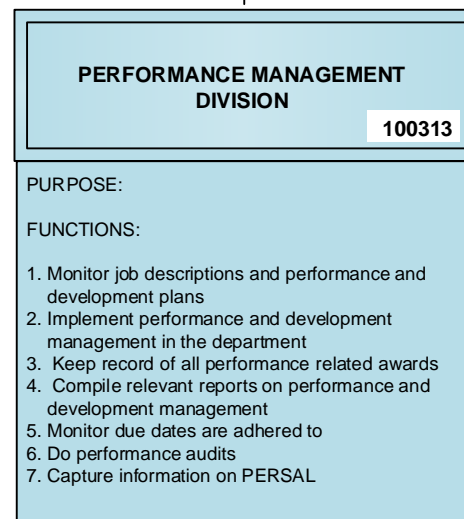 PERFORMANCE MANAGEMENT
DIVISION
100313
PURPOSE:
FUNCTIONS:
1. Monitor job descriptions and performance and
development plans
2. Implement performance and development
management in the department
3. Keep record of all performance related awards
4. Compile relevant reports on performance and
development management
5. Monitor due dates are adhered to
6. Do performance audits
7. Capture information on PERSAL